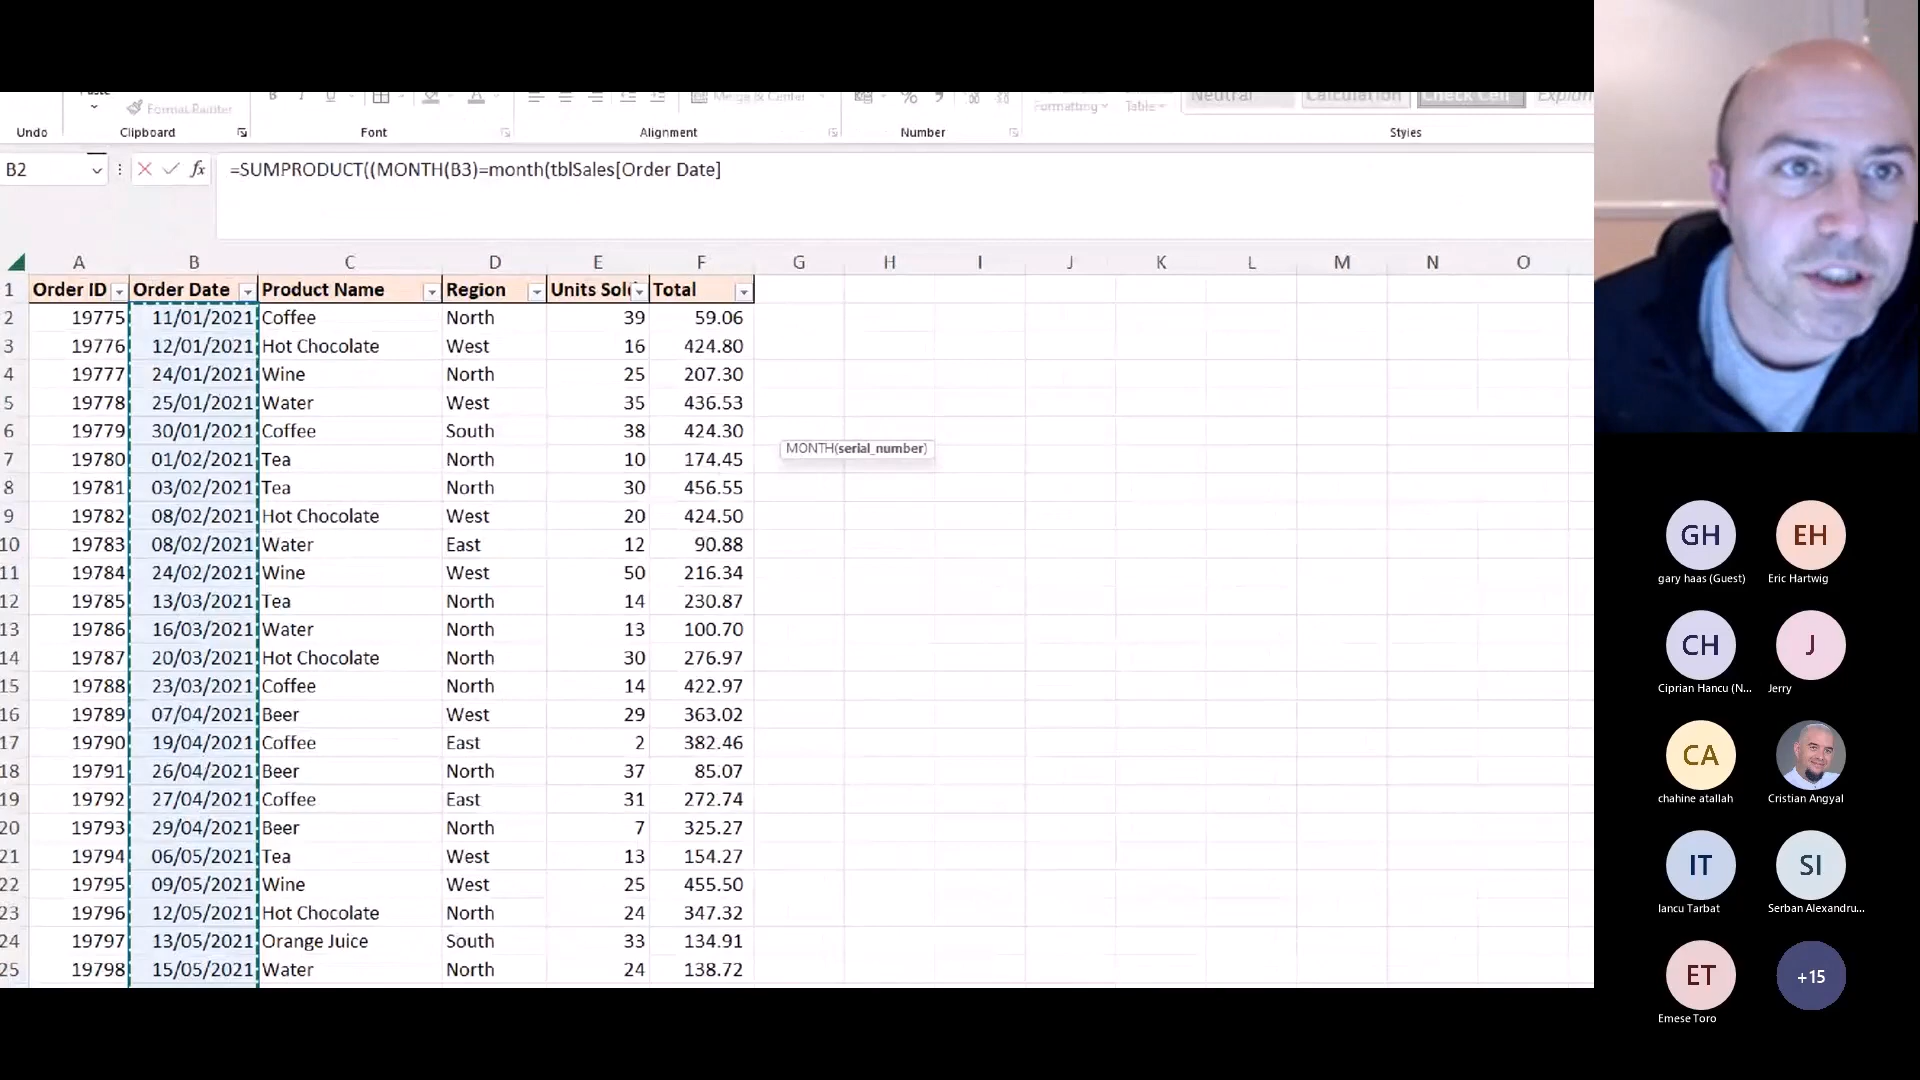 Paste
Format Painter
Merge & Center
Formatting
Table
Neutral
Calculation
Check Cell
Undo
Clipboard
Font
Alignment
Number
Styles
B2
fx
=SUMPRODUCT((MONTH(B3)=month(tblSales[Order Date]
A B C D E F G H I J K L M N O
1 Order ID Order Date Product Name Region Units Sol Total
2 19775 11/01/2021 Coffee North 39 59.06
3 19776 12/01/2021 Hot Chocolate West 16 424.80
4 19777 24/01/2021 Wine North 25 207.30
5 19778 25/01/2021 Water West 35 436.53
6 19779 30/01/2021 Coffee South 38 424.30
7 19780 01/02/2021 Tea North 10 174.45
MONTH(serial_number)
8 19781 03/02/2021 Tea North 30 456.55
9 19782 08/02/2021 Hot Chocolate West 20 424.50
10 19783 08/02/2021 Water East 12 90.88
11 19784 24/02/2021 Wine West 50 216.34
12 19785 13/03/2021 Tea North 14 230.87
13 19786 16/03/2021 Water North 13 100.70
14 19787 20/03/2021 Hot Chocolate North 30 276.97
15 19788 23/03/2021 Coffee North 14 422.97
16 19789 07/04/2021 Beer West 29 363.02
17 19790 19/04/2021 Coffee East 2 382.46
18 19791 26/04/2021 Beer North 37 85.07
19 19792 27/04/2021 Coffee East 31 272.74
20 19793 29/04/2021 Beer North 7 325.27
21 19794 06/05/2021 Tea West 13 154.27
22 19795 09/05/2021 Wine West 25 455.50
23 19796 12/05/2021 Hot Chocolate North 24 347.32
24 19797 13/05/2021 Orange Juice South 33 134.91
25 19798 15/05/2021 Water North 24 138.72
GH EH
gary haas (Guest) Eric Hartwig
CH J
Ciprian Hancu (N... Jerry
CA
chahine atallah Cristian Angyal
IT SI
Iancu Tarbat Serban Alexandru...
ET +15
Emese Toro